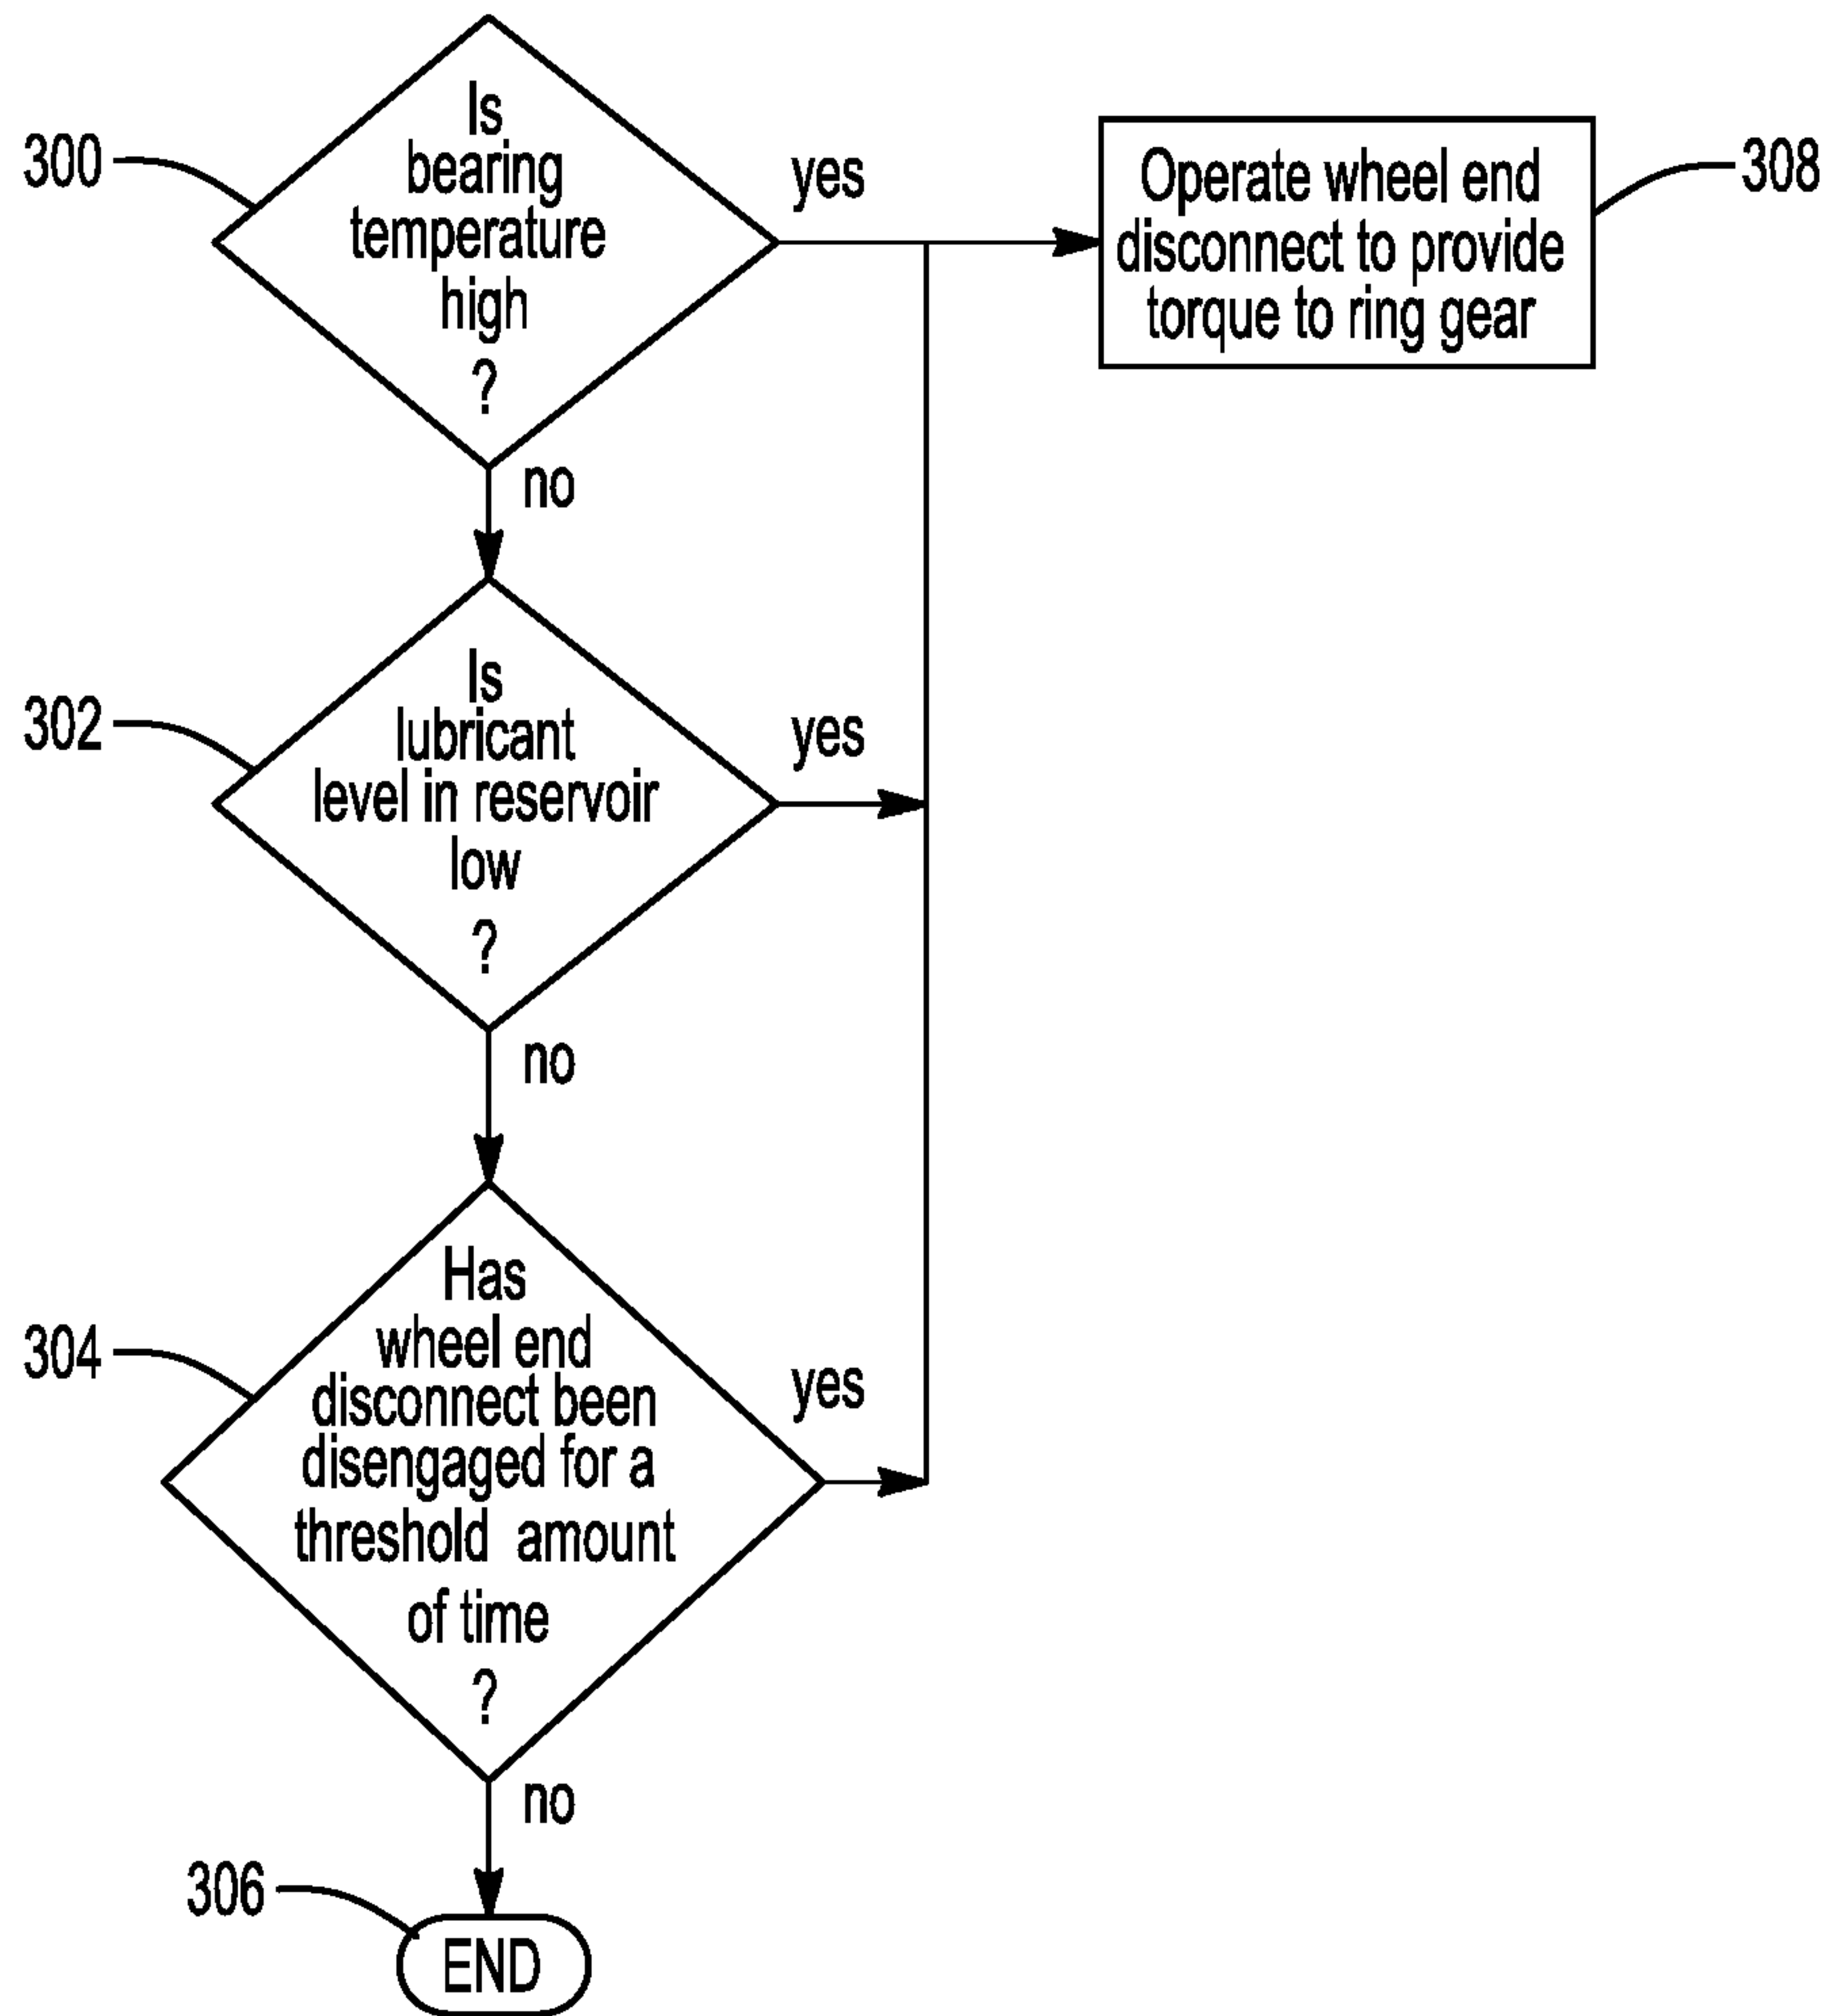 300
Is
bearing
temperature
high
?
yes
no
Operate wheel end
disconnect to provide
torque to ring gear
308
302
Is
lubricant
level in reservoir
low
?
yes
no
304
Has
wheel end
disconnect been
disengaged for a
threshold amount
of time
?
yes
no
306
END